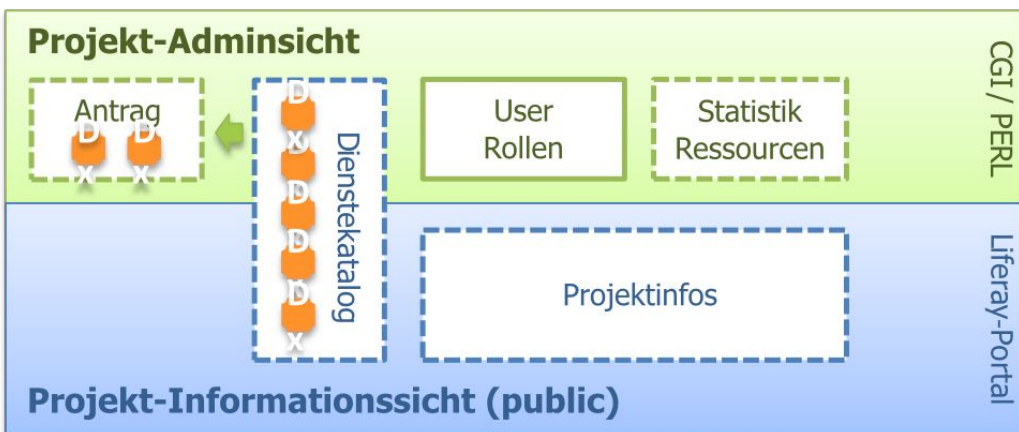 Projekt-Adminsicht
CGI / PERL
Antrag
D D
x x
D
x
D
D
D
D
x
Dienstekatalog
User
Rollen
Statistik
Ressourcen
Projektinfos
Liferay-Portal
Projekt-Informationssicht (public)